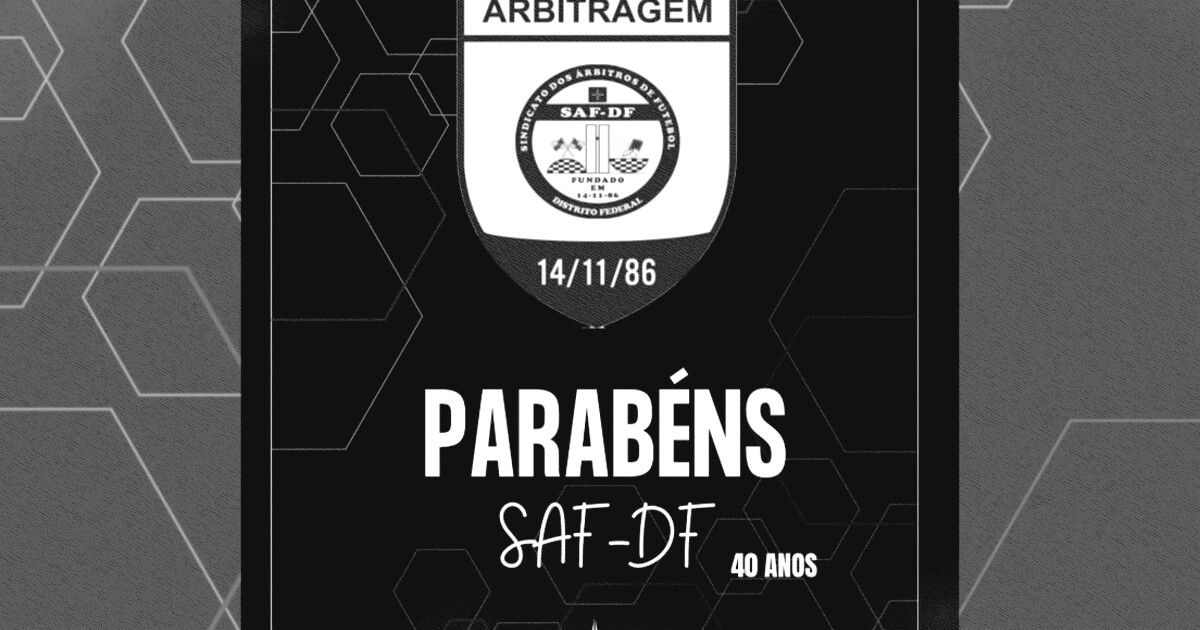 ARBITRAGEM
SINDICATO DOS ÁRBITROS DE FUTEBOL
SAF-DF
FUNDADO
EM
14-11-86
DISTRITO FEDERAL
14/11/86
PARABÉNS
SAF-DF
40 ANOS